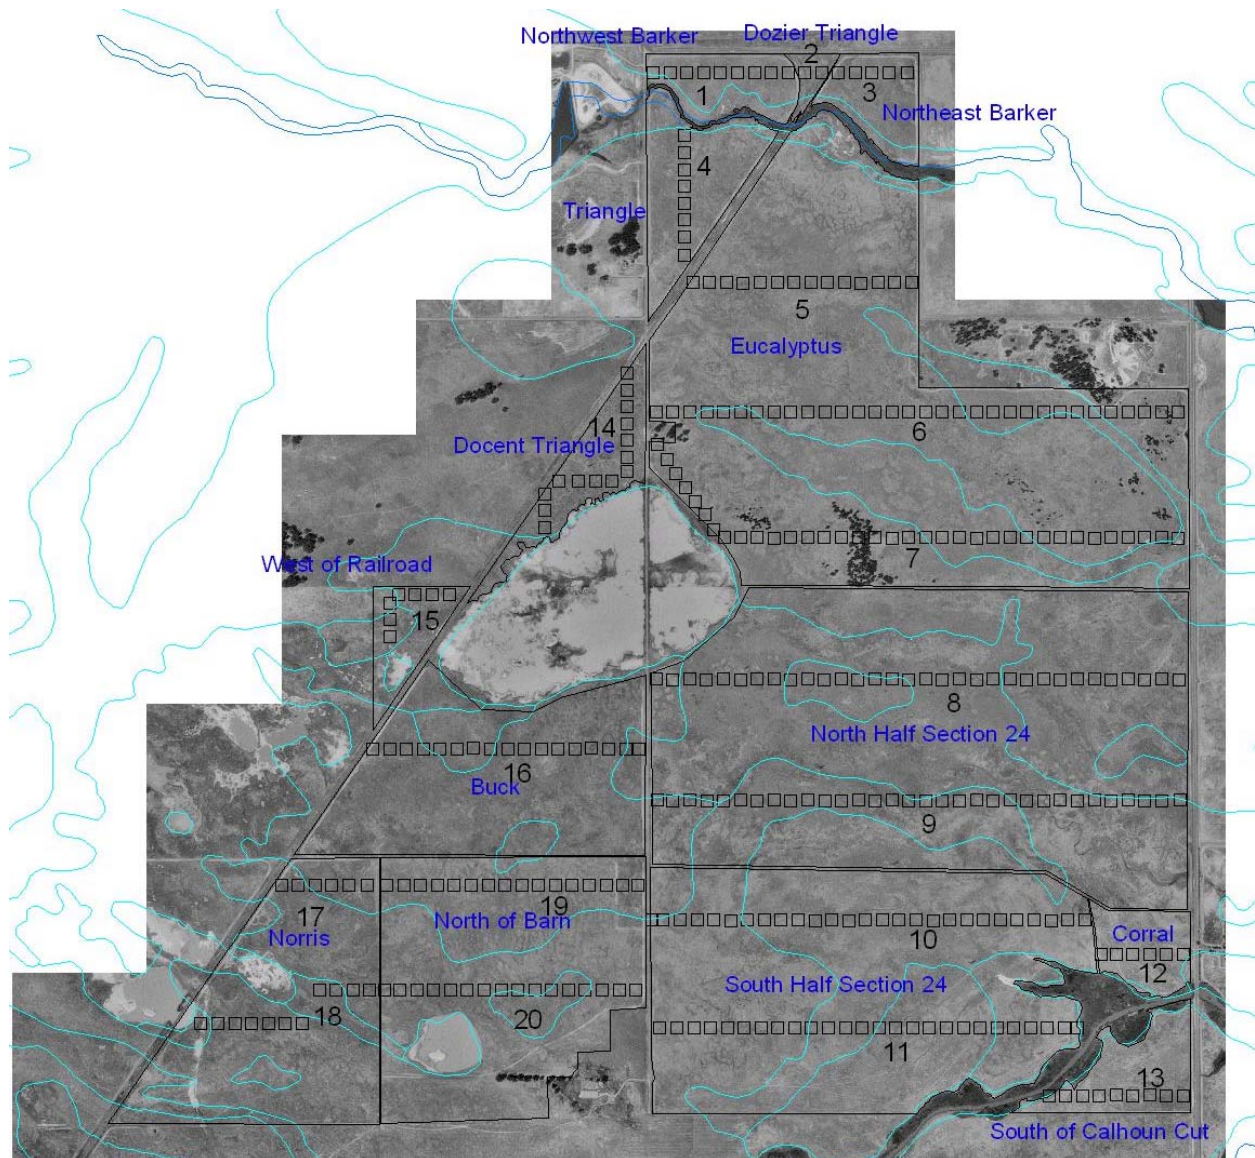 Northwest Barker
Dozier Triangle
2
1
3
Northeast Barker
4
Triangle
5
Eucalyptus
14
6
Docent Triangle
7
West of Railroad
15
8
North Half Section 24
16
Buck
9
19
17
North of Barn
Norris
10
Corral
12
South Half Section 24
18
20
11
13
South of Calhoun Cut